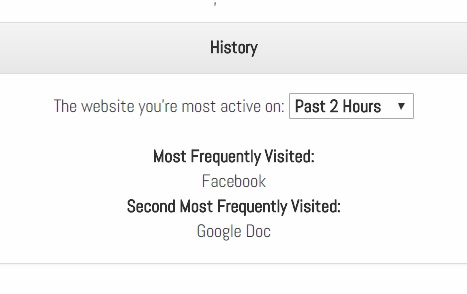 History
The website you're most active on: Past 2 Hours
Most Frequently Visited:
Facebook
Second Most Frequently Visited:
Google Doc